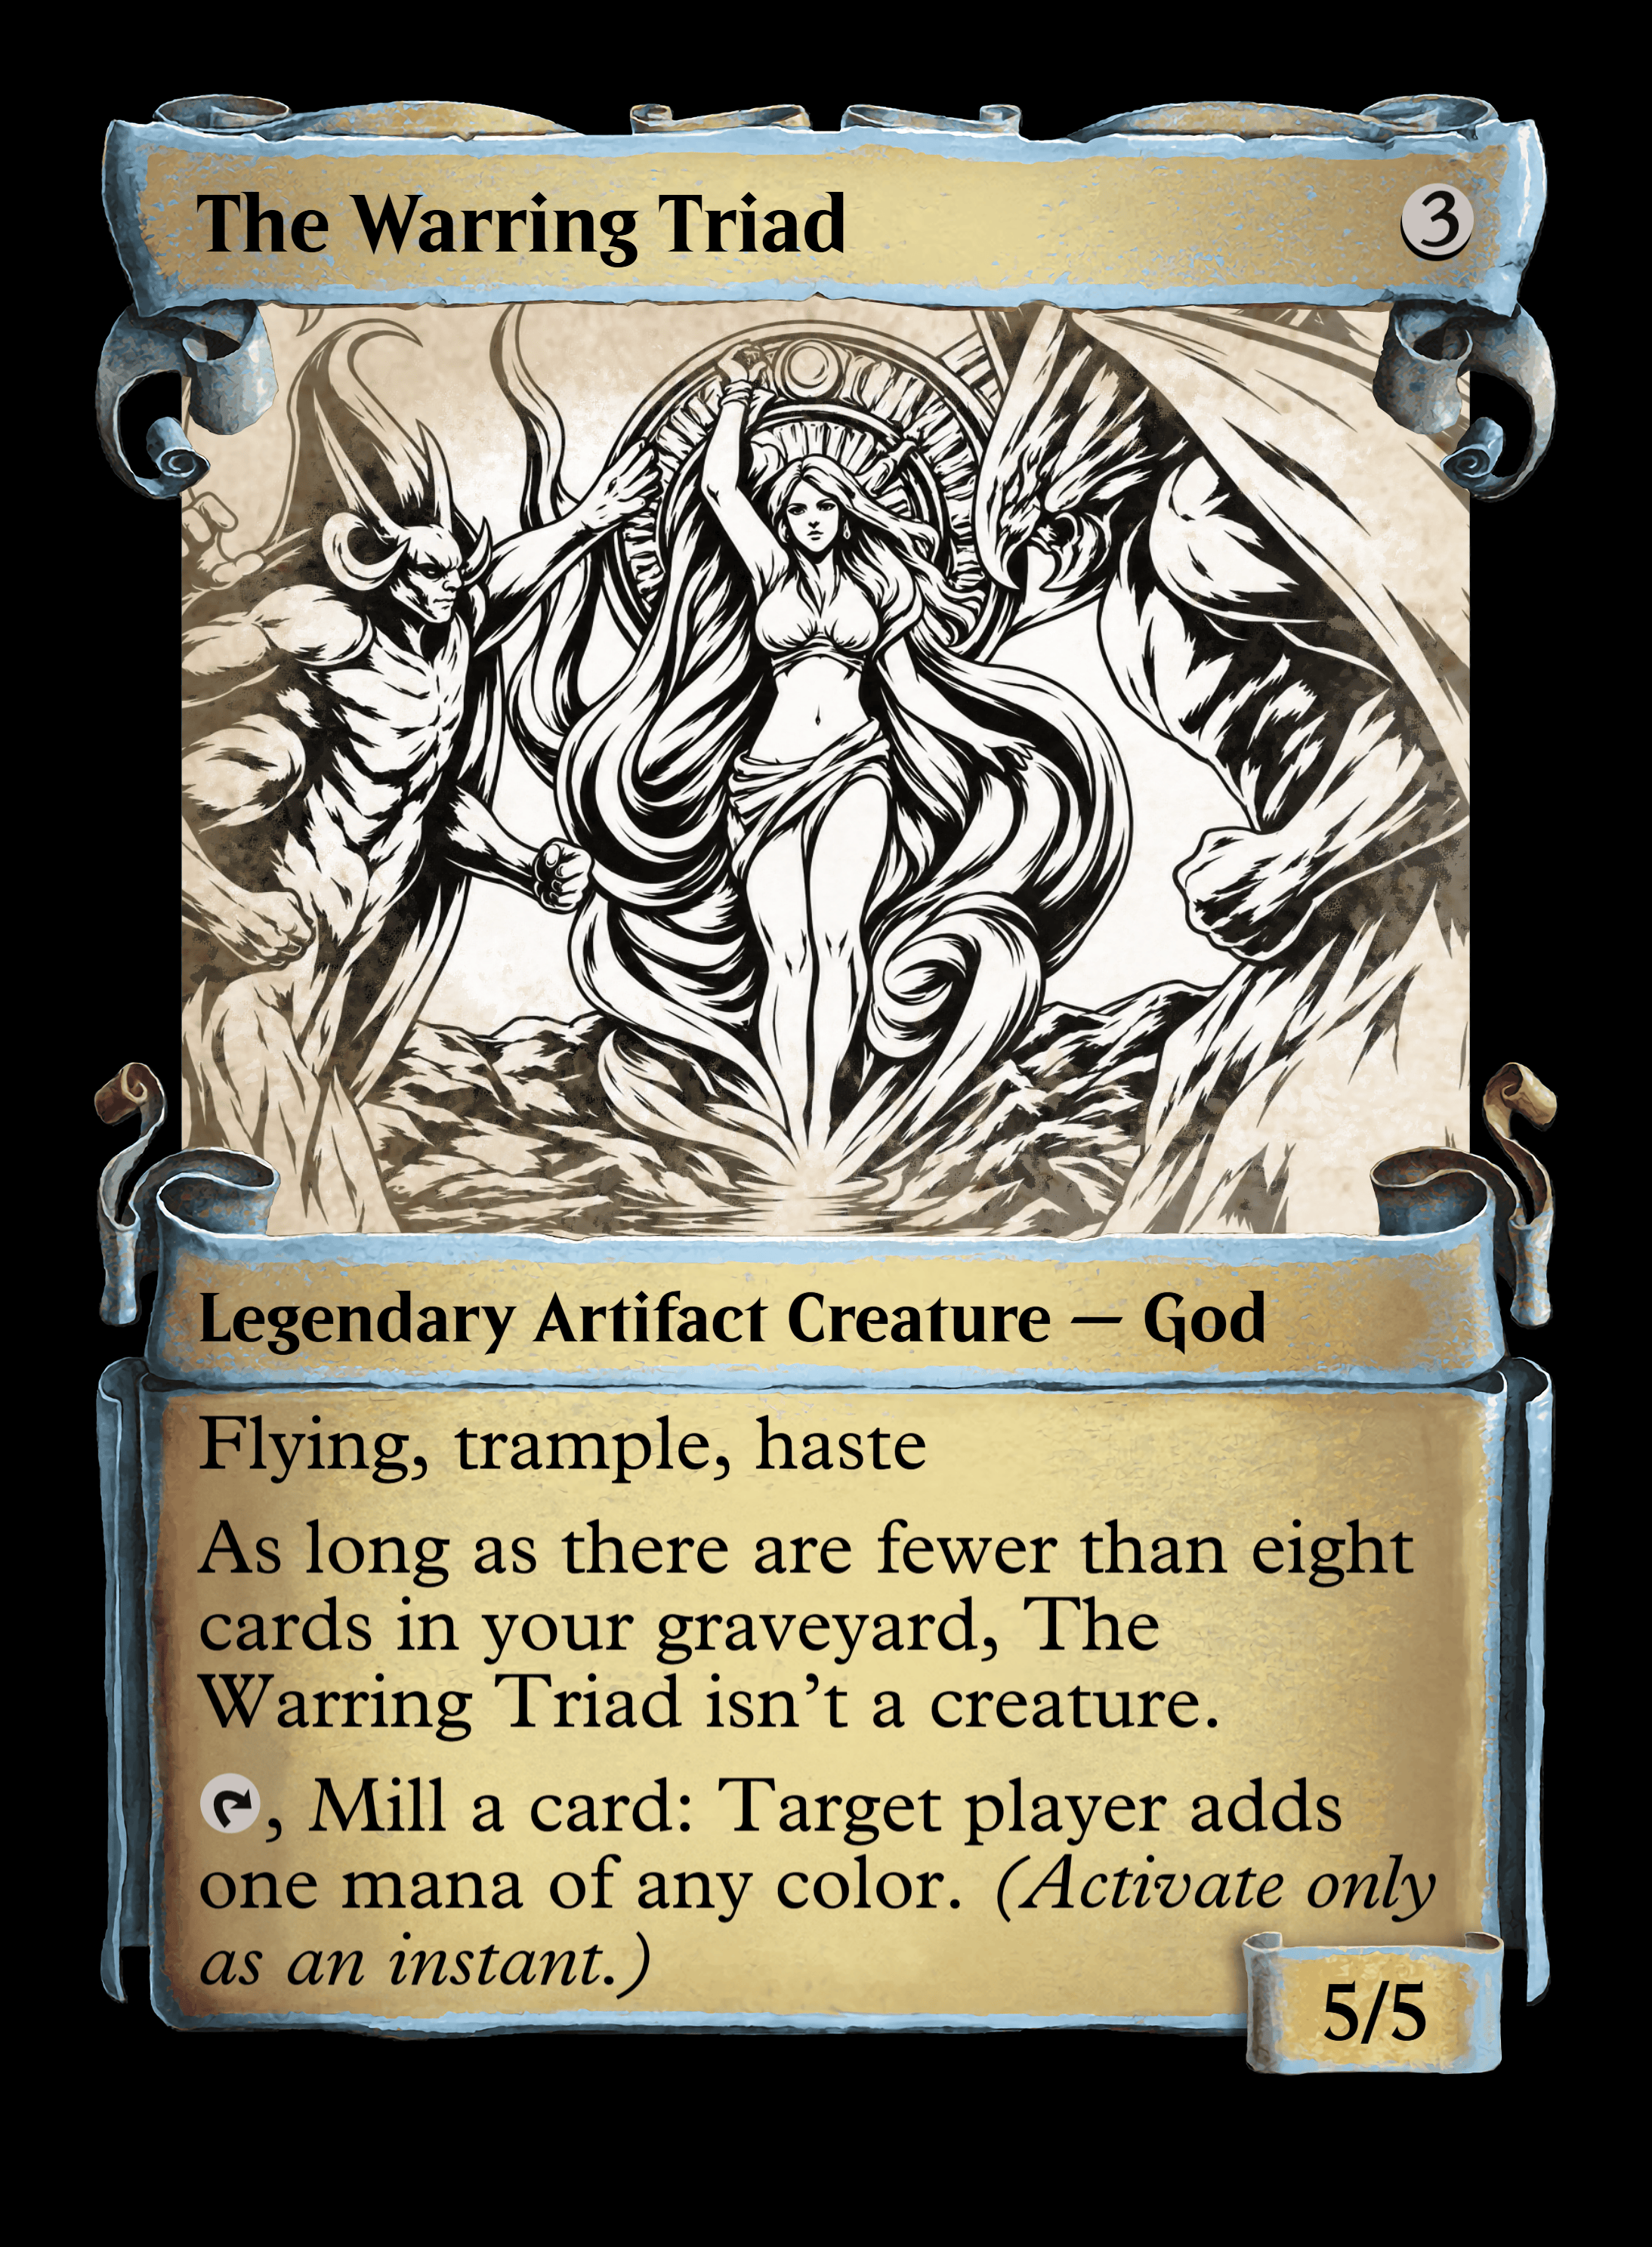 The Warring Triad 3
Legendary Artifact Creature — God
Flying, trample, haste
As long as there are fewer than eight
cards in your graveyard, The
Warring Triad isn't a creature.
, Mill a card: Target player adds
one mana of any color. (Activate only
as an instant.)
5/5